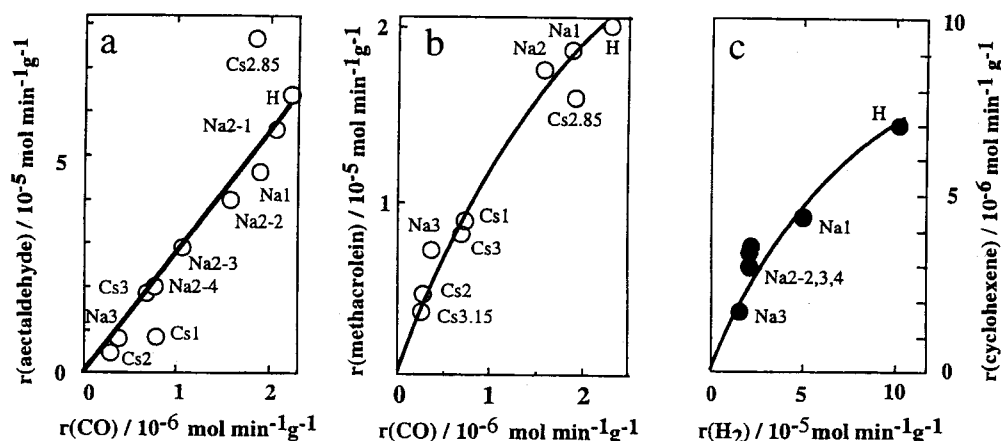 a
r(aectaldehyde) / 10⁻⁵ mol min⁻¹g⁻¹
5
0
Cs2.85
H
Na2-1
Na1
Na2-2
Na2-3
Cs3
Na2-4
Na3
Cs1
Cs2
0
1
2
r(CO) / 10⁻⁶ mol min⁻¹g⁻¹
b
r(methacrolein) / 10⁻⁵ mol min⁻¹g⁻¹
2
1
Na1
Na2
H
Cs2.85
Na3
Cs1
Cs3
Cs2
Cs3.15
0
1
2
r(CO) / 10⁻⁶ mol min⁻¹g⁻¹
c
r(cyclohexene) / 10⁻⁶ mol min⁻¹ g⁻¹
10
5
0
H
Na1
Na2-2,3,4
Na3
0
5
10
r(H₂) / 10⁻⁵mol min⁻¹g⁻¹